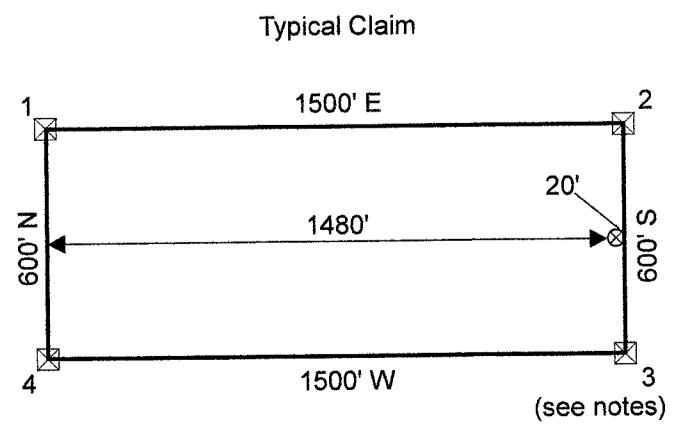 Typical Claim
1
1500' E
2
20'
600' N
1480'
600' S
4
1500' W
3
(see notes)